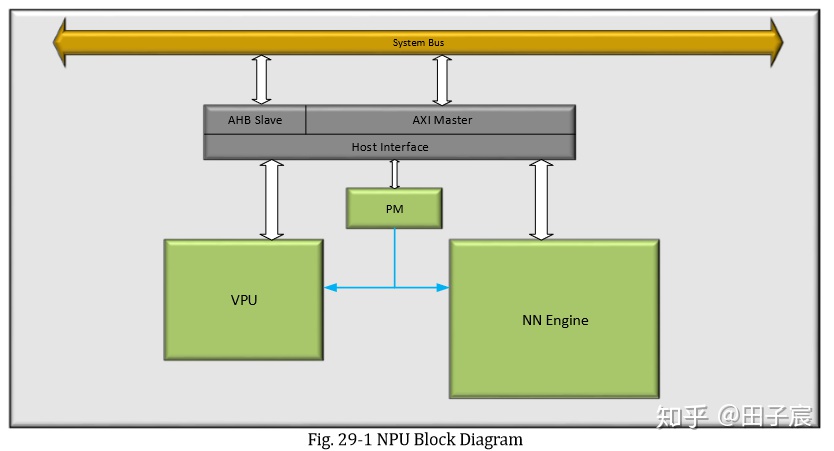 System Bus
AHB Slave
AXI Master
Host Interface
PM
VPU
NN Engine
知乎 @田子宸
Fig. 29-1 NPU Block Diagram